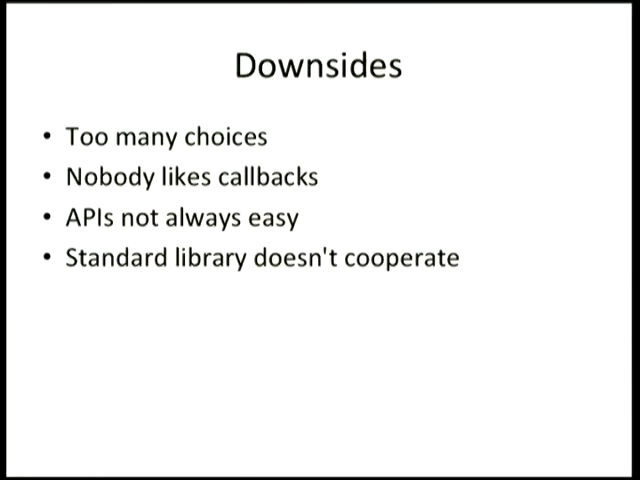 Downsides
• Too many choices
• Nobody likes callbacks
• APIs not always easy
• Standard library doesn't cooperate